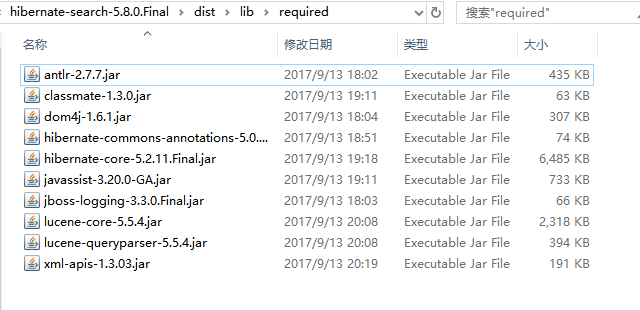 hibernate-search-5.8.0.Final > dist > lib > required
搜索"required"
名称 修改日期 类型 大小
antlr-2.7.7.jar 2017/9/13 18:02 Executable Jar File 435 KB
classmate-1.3.0.jar 2017/9/13 19:11 Executable Jar File 63 KB
dom4j-1.6.1.jar 2017/9/13 18:04 Executable Jar File 307 KB
hibernate-commons-annotations-5.0.... 2017/9/13 18:51 Executable Jar File 74 KB
hibernate-core-5.2.11.Final.jar 2017/9/13 19:18 Executable Jar File 6,485 KB
javassist-3.20.0-GA.jar 2017/9/13 19:11 Executable Jar File 733 KB
jboss-logging-3.3.0.Final.jar 2017/9/13 18:03 Executable Jar File 66 KB
lucene-core-5.5.4.jar 2017/9/13 20:08 Executable Jar File 2,318 KB
lucene-queryparser-5.5.4.jar 2017/9/13 20:08 Executable Jar File 394 KB
xml-apis-1.3.03.jar 2017/9/13 20:19 Executable Jar File 191 KB